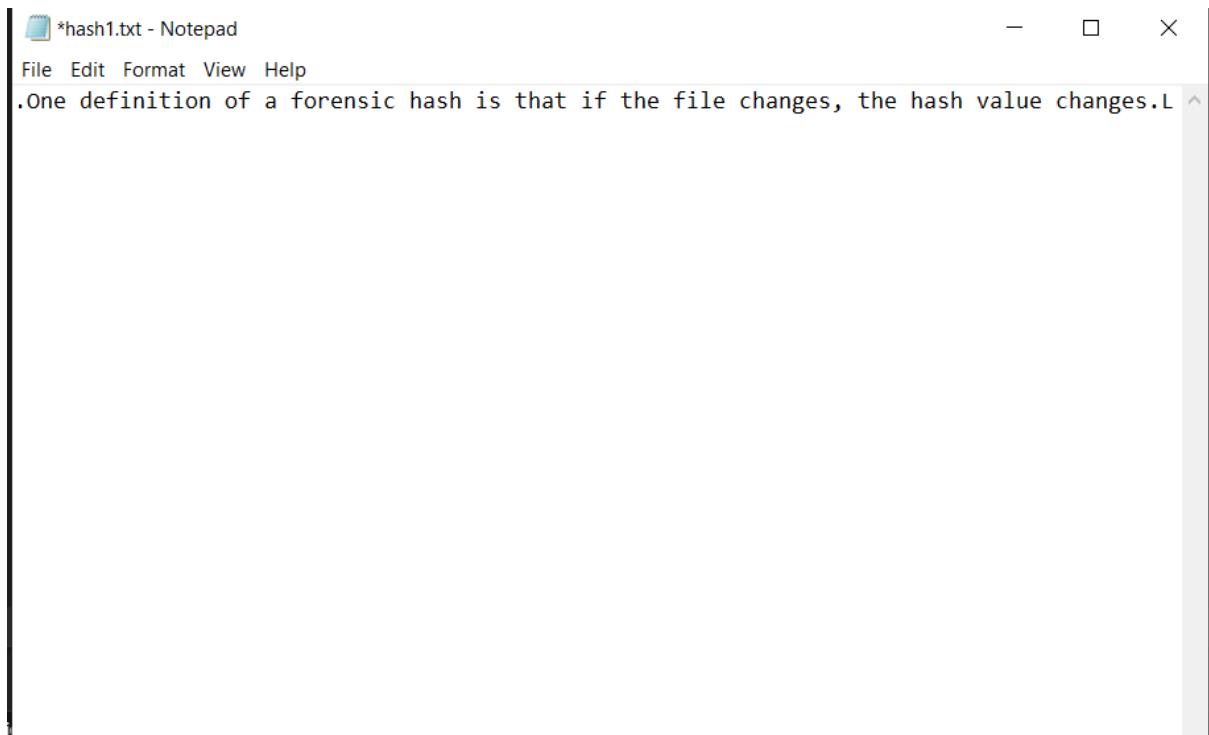 *hash1.txt - Notepad
File Edit Format View Help
.One definition of a forensic hash is that if the file changes, the hash value changes.L